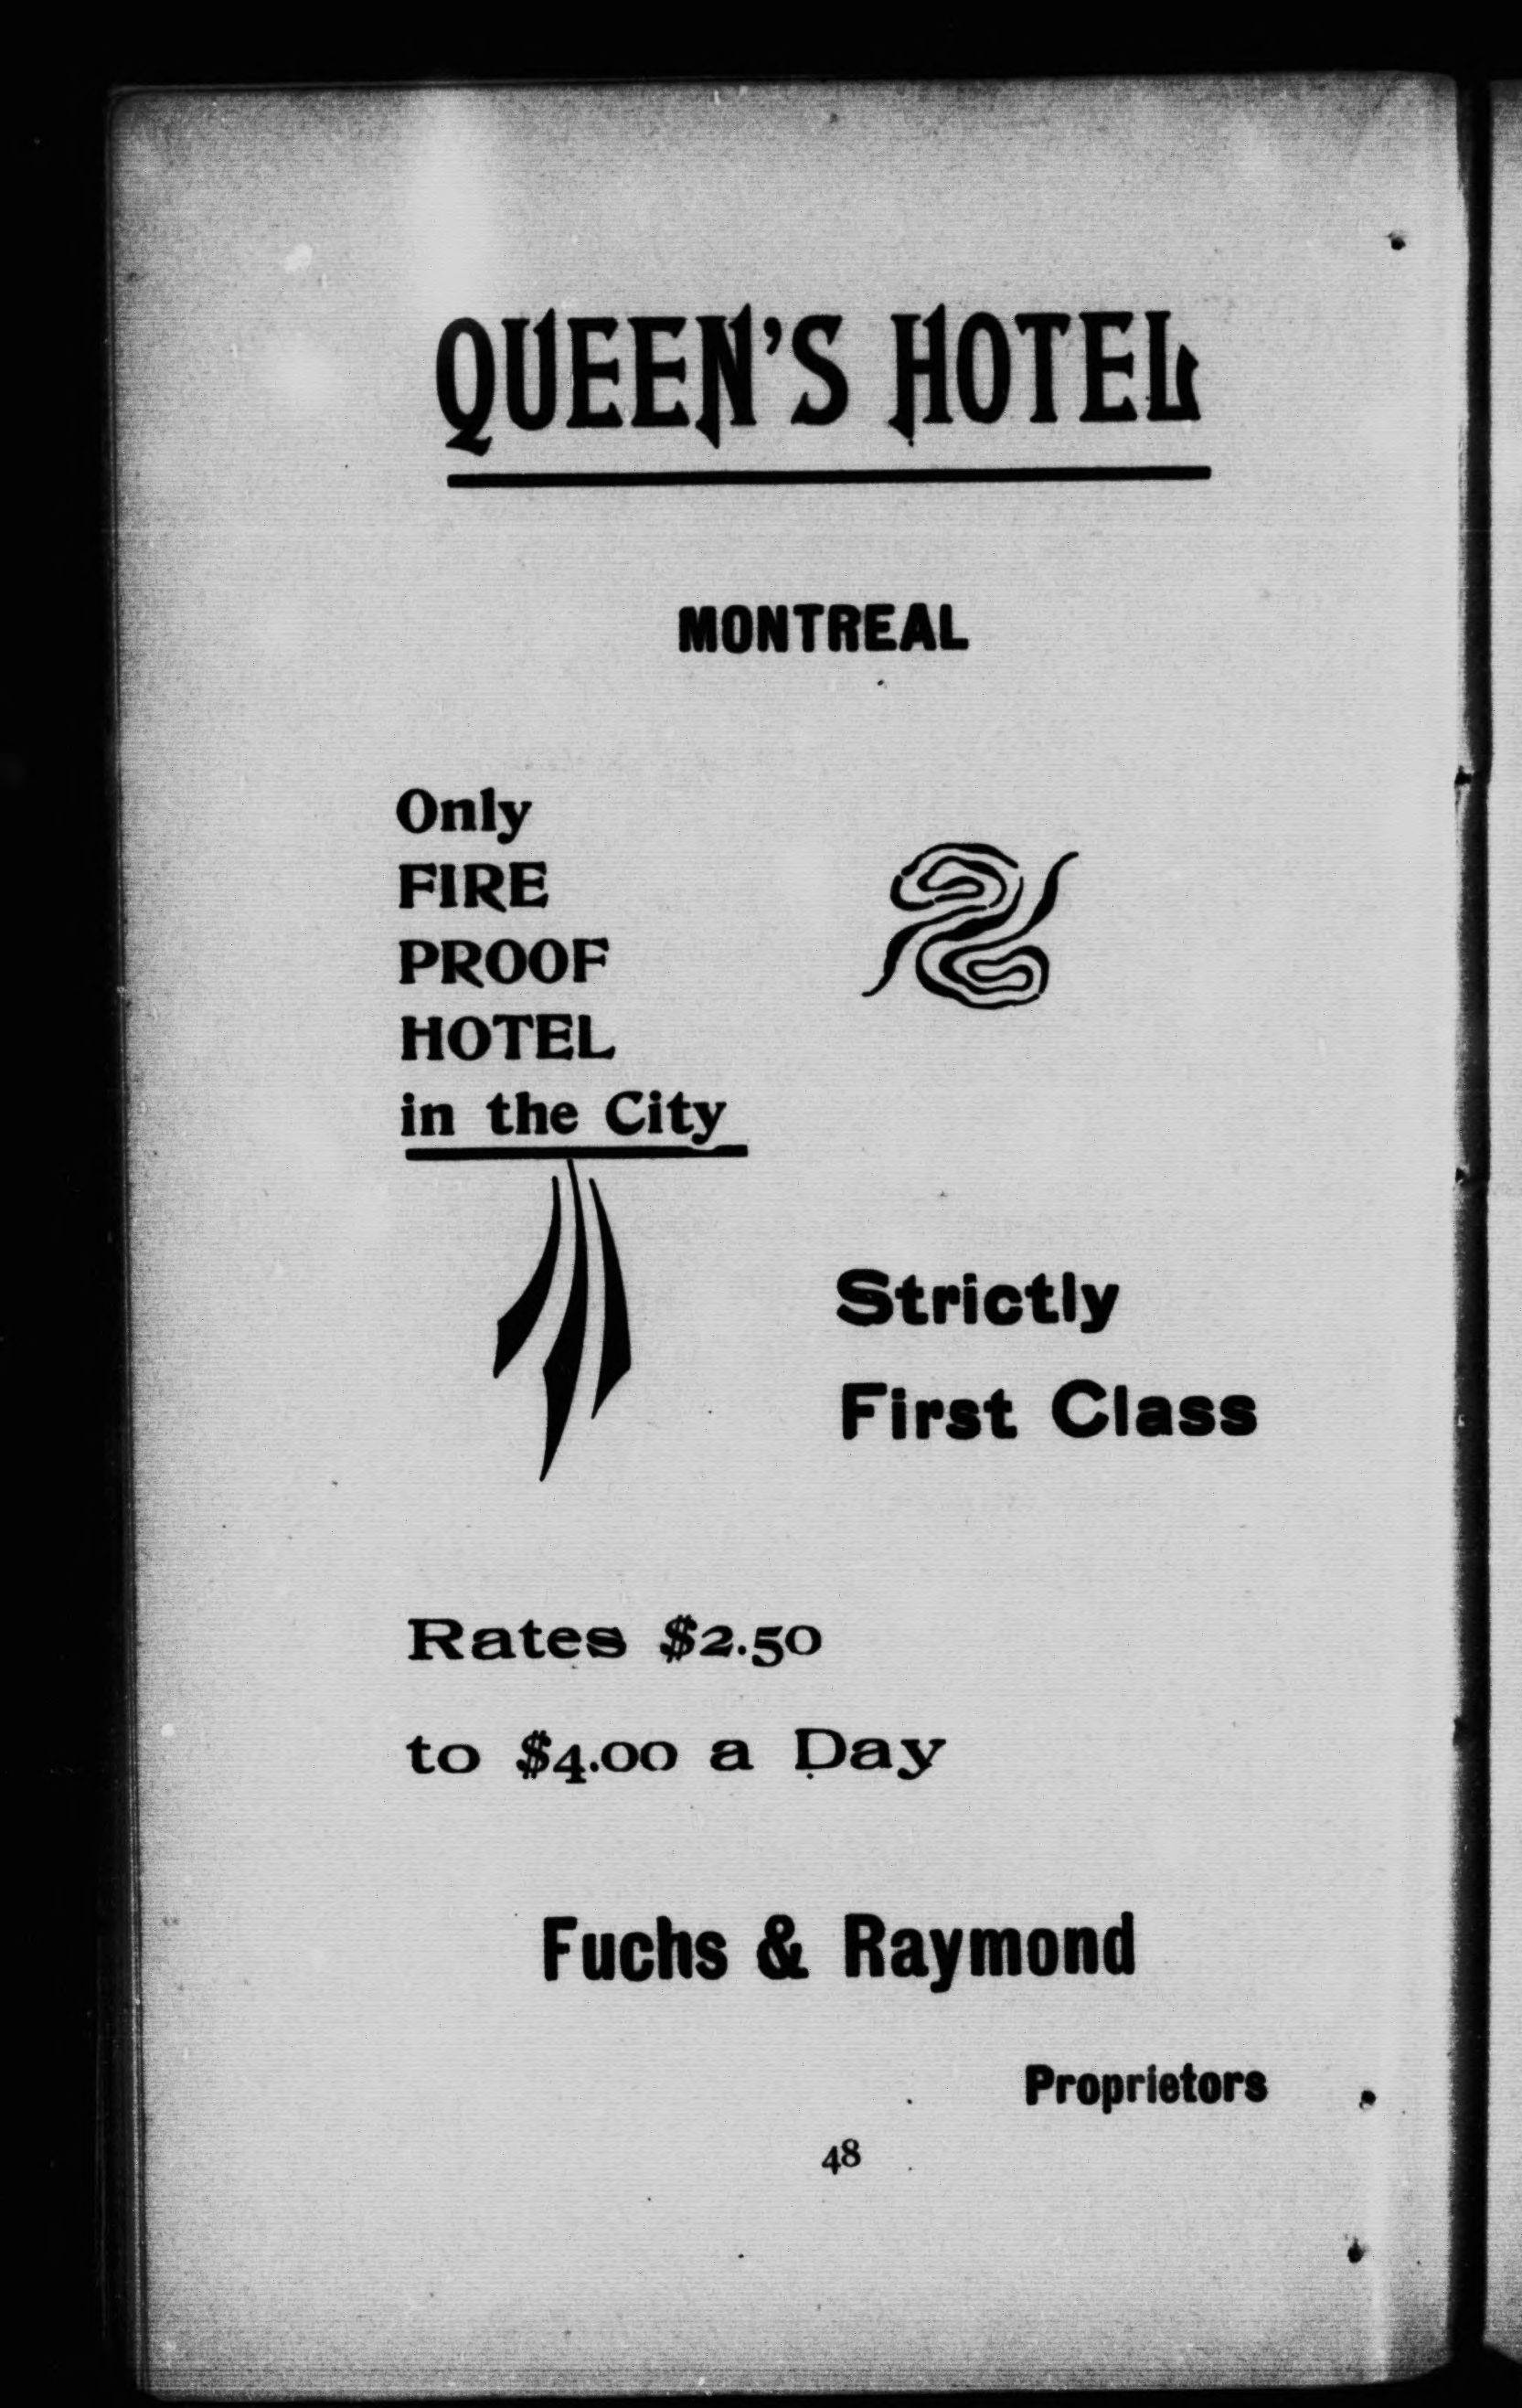 QUEEN'S HOTEL
MONTREAL
Only
FIRE
PROOF
HOTEL
in the City
Strictly
First Class
Rates $2.50
to $4.00 a Day
Fuchs & Raymond
Proprietors
48